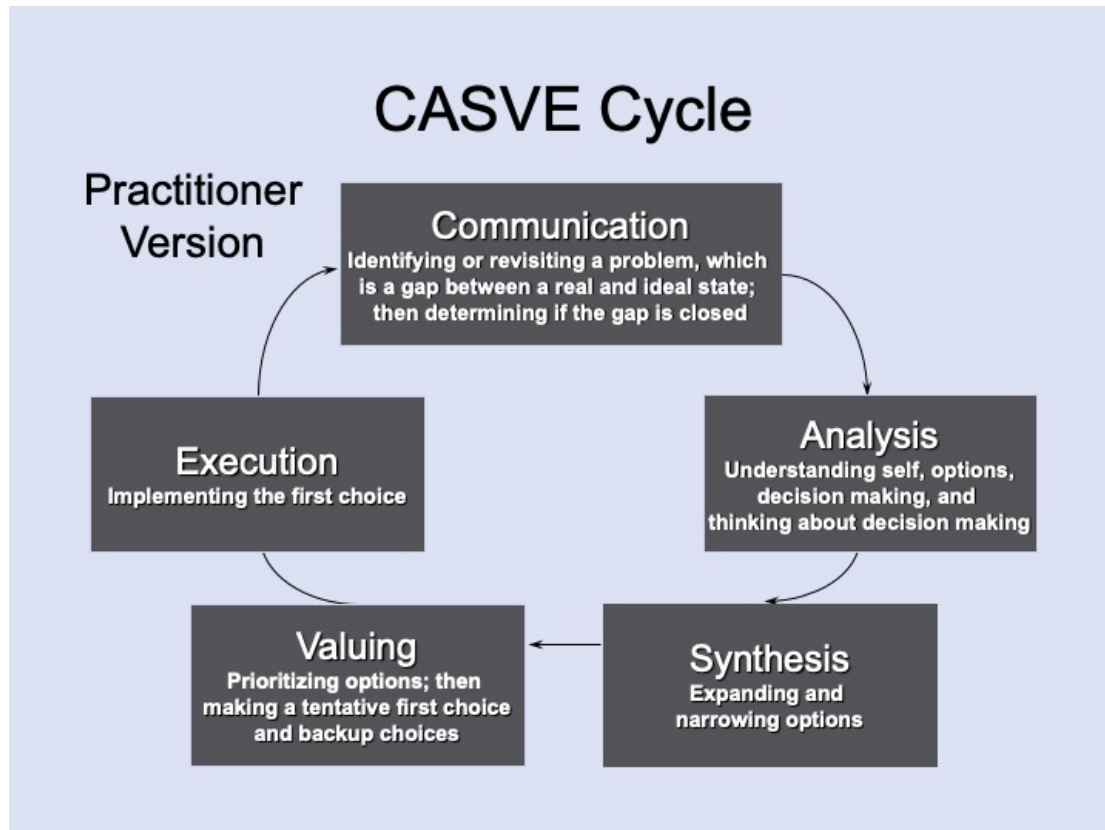 CASVE Cycle
Practitioner
Version
Communication
Identifying or revisiting a problem, which
is a gap between a real and ideal state;
then determining if the gap is closed
Analysis
Understanding self, options,
decision making, and
thinking about decision making
Synthesis
Expanding and
narrowing options
Valuing
Prioritizing options; then
making a tentative first choice
and backup choices
Execution
Implementing the first choice